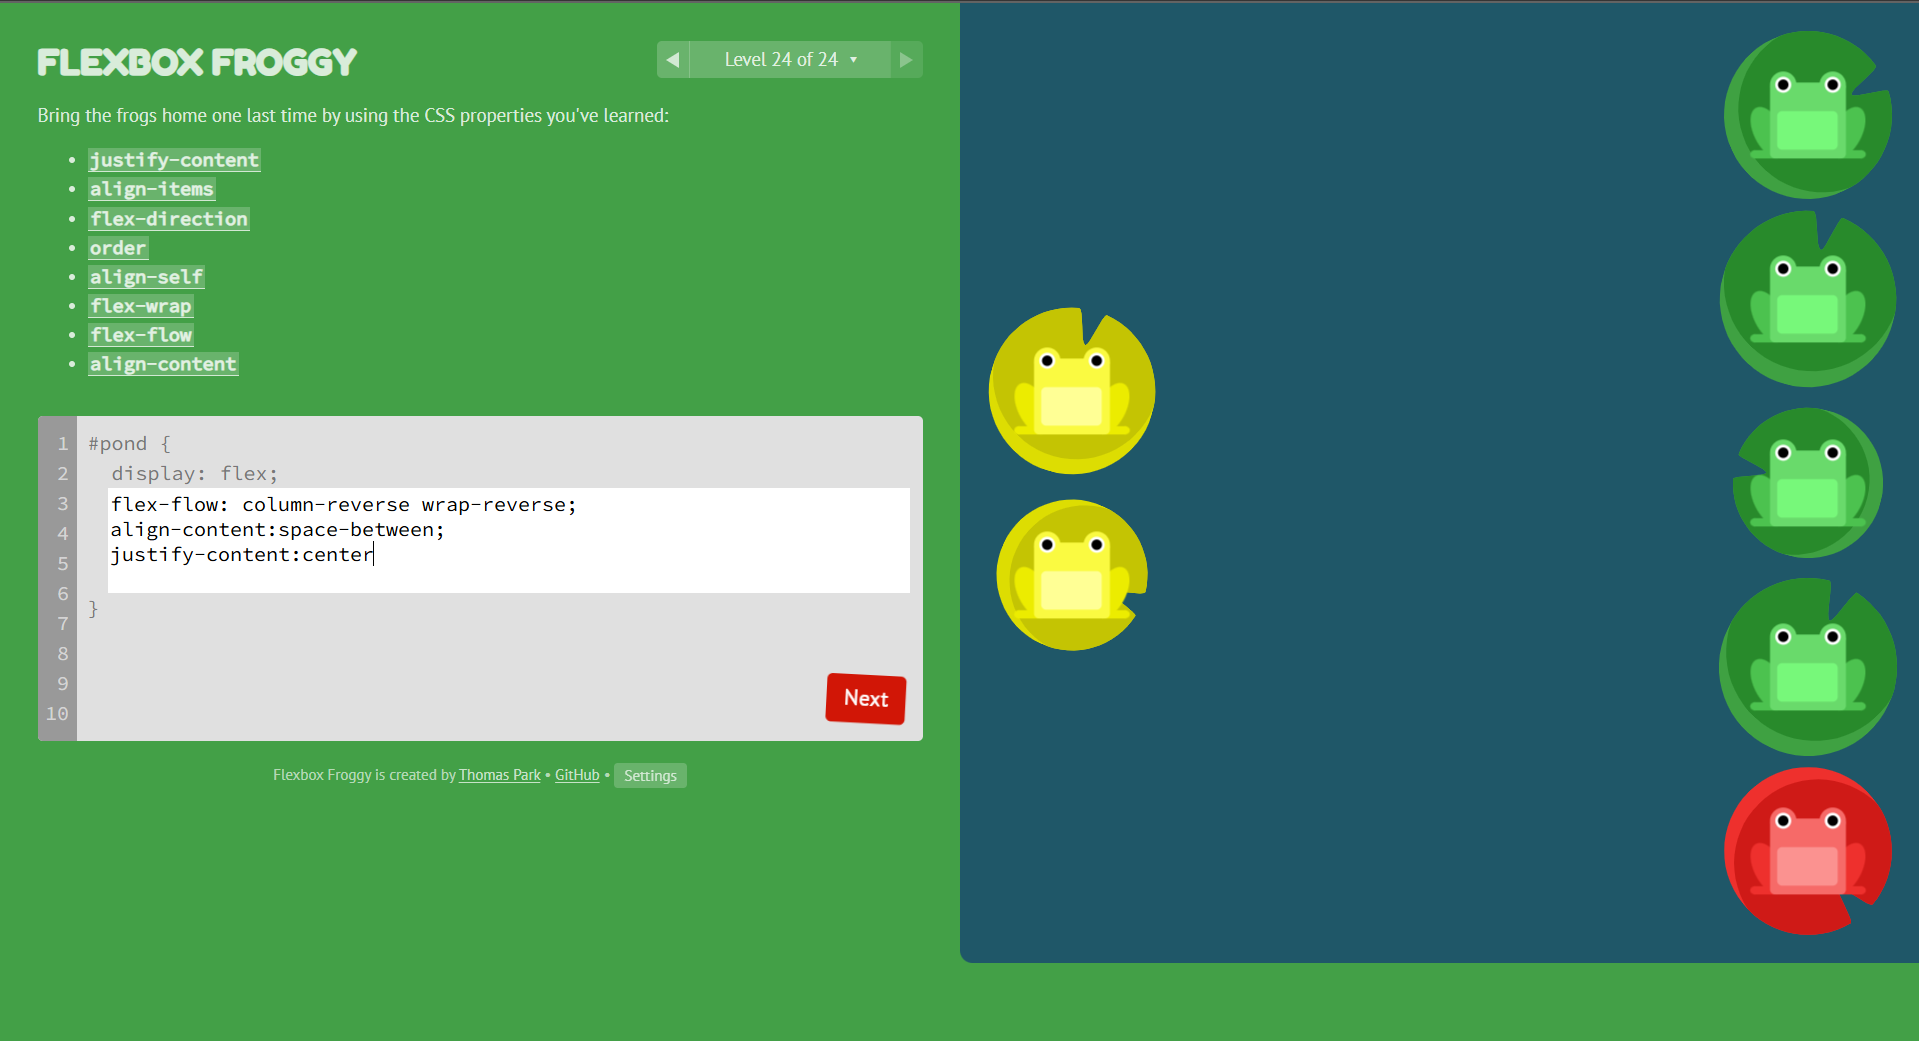 FLEXBOX FROGGY
◀ Level 24 of 24 ▾ ▶
Bring the frogs home one last time by using the CSS properties you've learned:
• justify-content
• align-items
• flex-direction
• order
• align-self
• flex-wrap
• flex-flow
• align-content
1 #pond {
2 display: flex;
3 flex-flow: column-reverse wrap-reverse;
4 align-content:space-between;
5 justify-content:center
6 }
7
8
9
10
Next
Flexbox Froggy is created by Thomas Park • GitHub • Settings